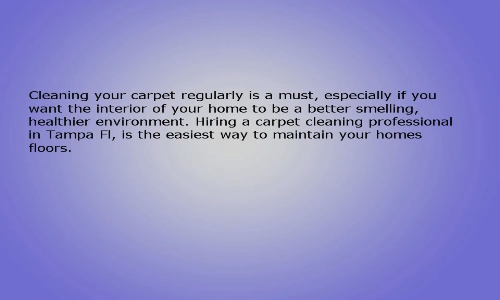 Cleaning your carpet regularly is a must, especially if you
want the interior of your home to be a better smelling,
healthier environment. Hiring a carpet cleaning professional
in Tampa Fl, is the easiest way to maintain your homes
floors.